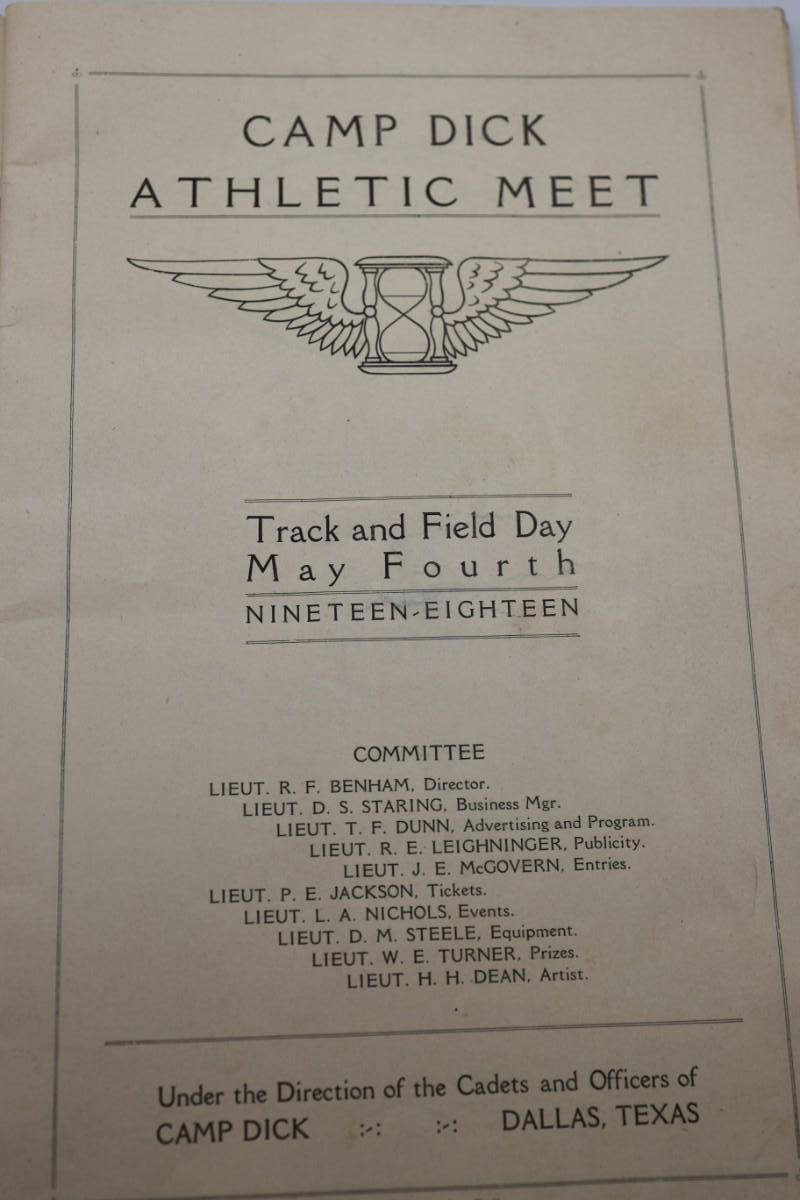 CAMP DICK
ATHLETIC MEET
Track and Field Day
May Fourth
NINETEEN-EIGHTEEN
COMMITTEE
LIEUT. R. F. BENHAM, Director.
LIEUT. D. S. STARING, Business Mgr.
LIEUT. T. F. DUNN, Advertising and Program.
LIEUT. R. E. LEIGHNINGER, Publicity.
LIEUT. J. E. McGOVERN, Entries.
LIEUT. P. E. JACKSON, Tickets.
LIEUT. L. A. NICHOLS, Events.
LIEUT. D. M. STEELE, Equipment.
LIEUT. W. E. TURNER, Prizes.
LIEUT. H. H. DEAN, Artist.
Under the Direction of the Cadets and Officers of
CAMP DICK :-: :-: DALLAS, TEXAS